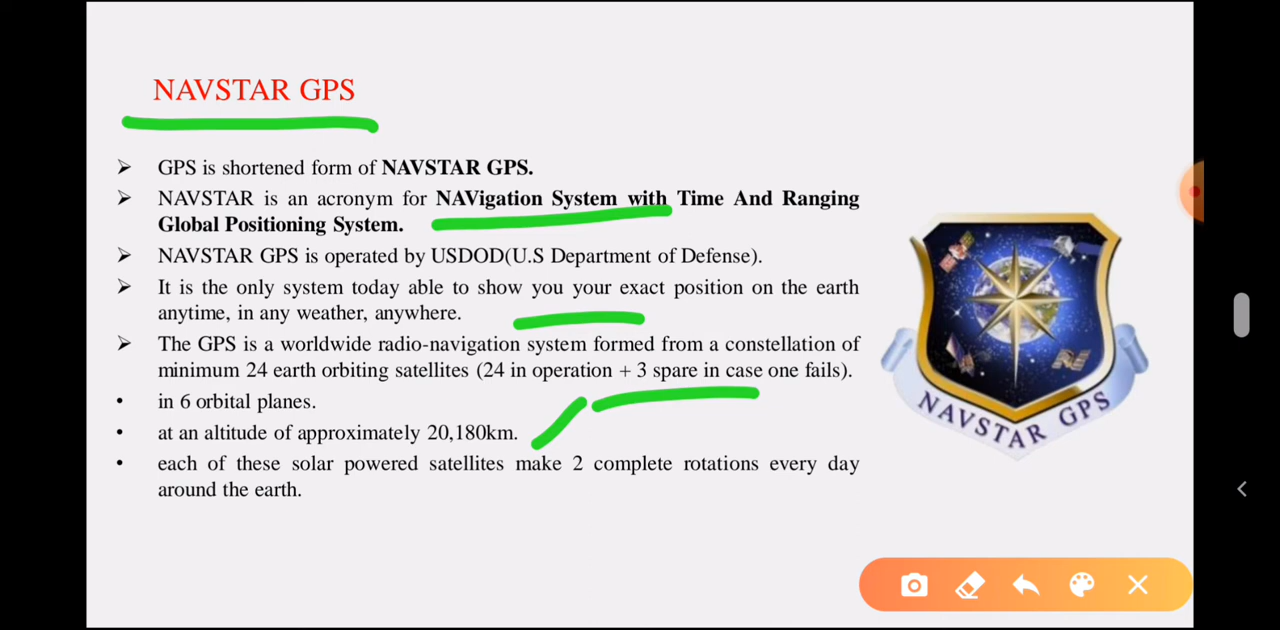 NAVSTAR GPS
➢ GPS is shortened form of NAVSTAR GPS.
➢ NAVSTAR is an acronym for NAVigation System with Time And Ranging
Global Positioning System.
➢ NAVSTAR GPS is operated by USDOD(U.S Department of Defense).
➢ It is the only system today able to show you your exact position on the earth
anytime, in any weather, anywhere.
➢ The GPS is a worldwide radio-navigation system formed from a constellation of
minimum 24 earth orbiting satellites (24 in operation + 3 spare in case one fails).
• in 6 orbital planes.
• at an altitude of approximately 20,180km.
• each of these solar powered satellites make 2 complete rotations every day
around the earth.
NAVSTAR GPS